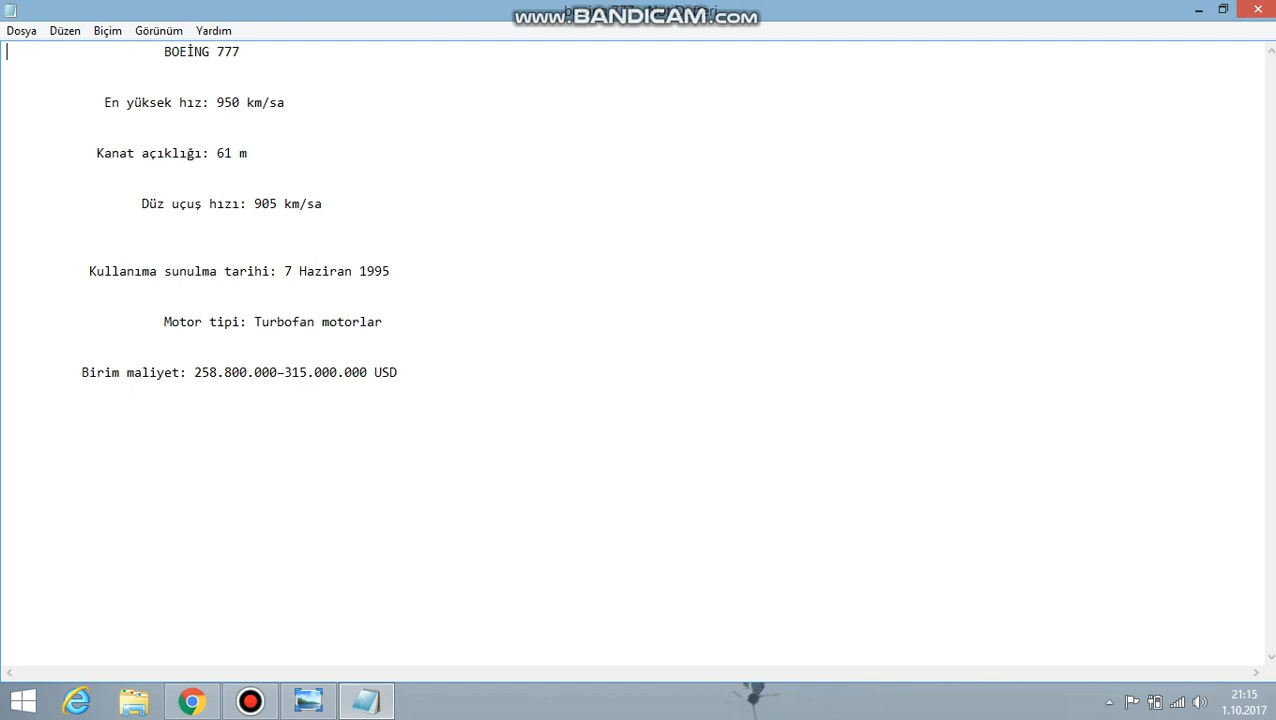 www.BANDICAM.com
Dosya Düzen Biçim Görünüm Yardım
BOEİNG 777
En yüksek hız: 950 km/sa
Kanat açıklığı: 61 m
Düz uçuş hızı: 905 km/sa
Kullanıma sunulma tarihi: 7 Haziran 1995
Motor tipi: Turbofan motorlar
Birim maliyet: 258.800.000–315.000.000 USD
21:15
1.10.2017